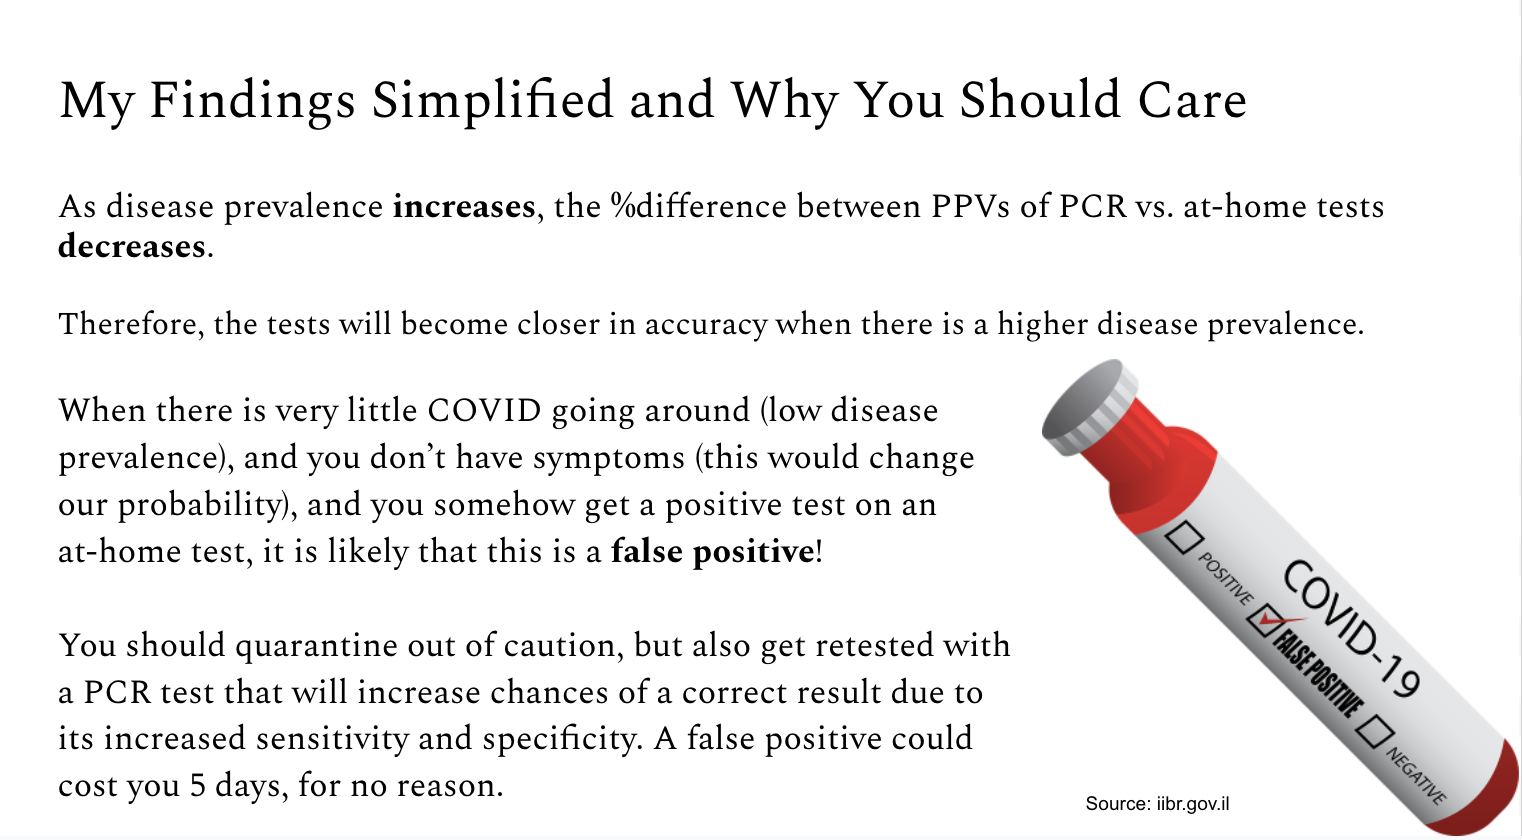 My Findings Simplified and Why You Should Care
As disease prevalence increases, the %difference between PPVs of PCR vs. at-home tests
decreases.
Therefore, the tests will become closer in accuracy when there is a higher disease prevalence.
When there is very little COVID going around (low disease
prevalence), and you don’t have symptoms (this would change
our probability), and you somehow get a positive test on an
at-home test, it is likely that this is a false positive!
You should quarantine out of caution, but also get retested with
a PCR test that will increase chances of a correct result due to
its increased sensitivity and specificity. A false positive could
cost you 5 days, for no reason.
COVID-19
POSITIVE
FALSE POSITIVE
NEGATIVE
Source: iibr.gov.il